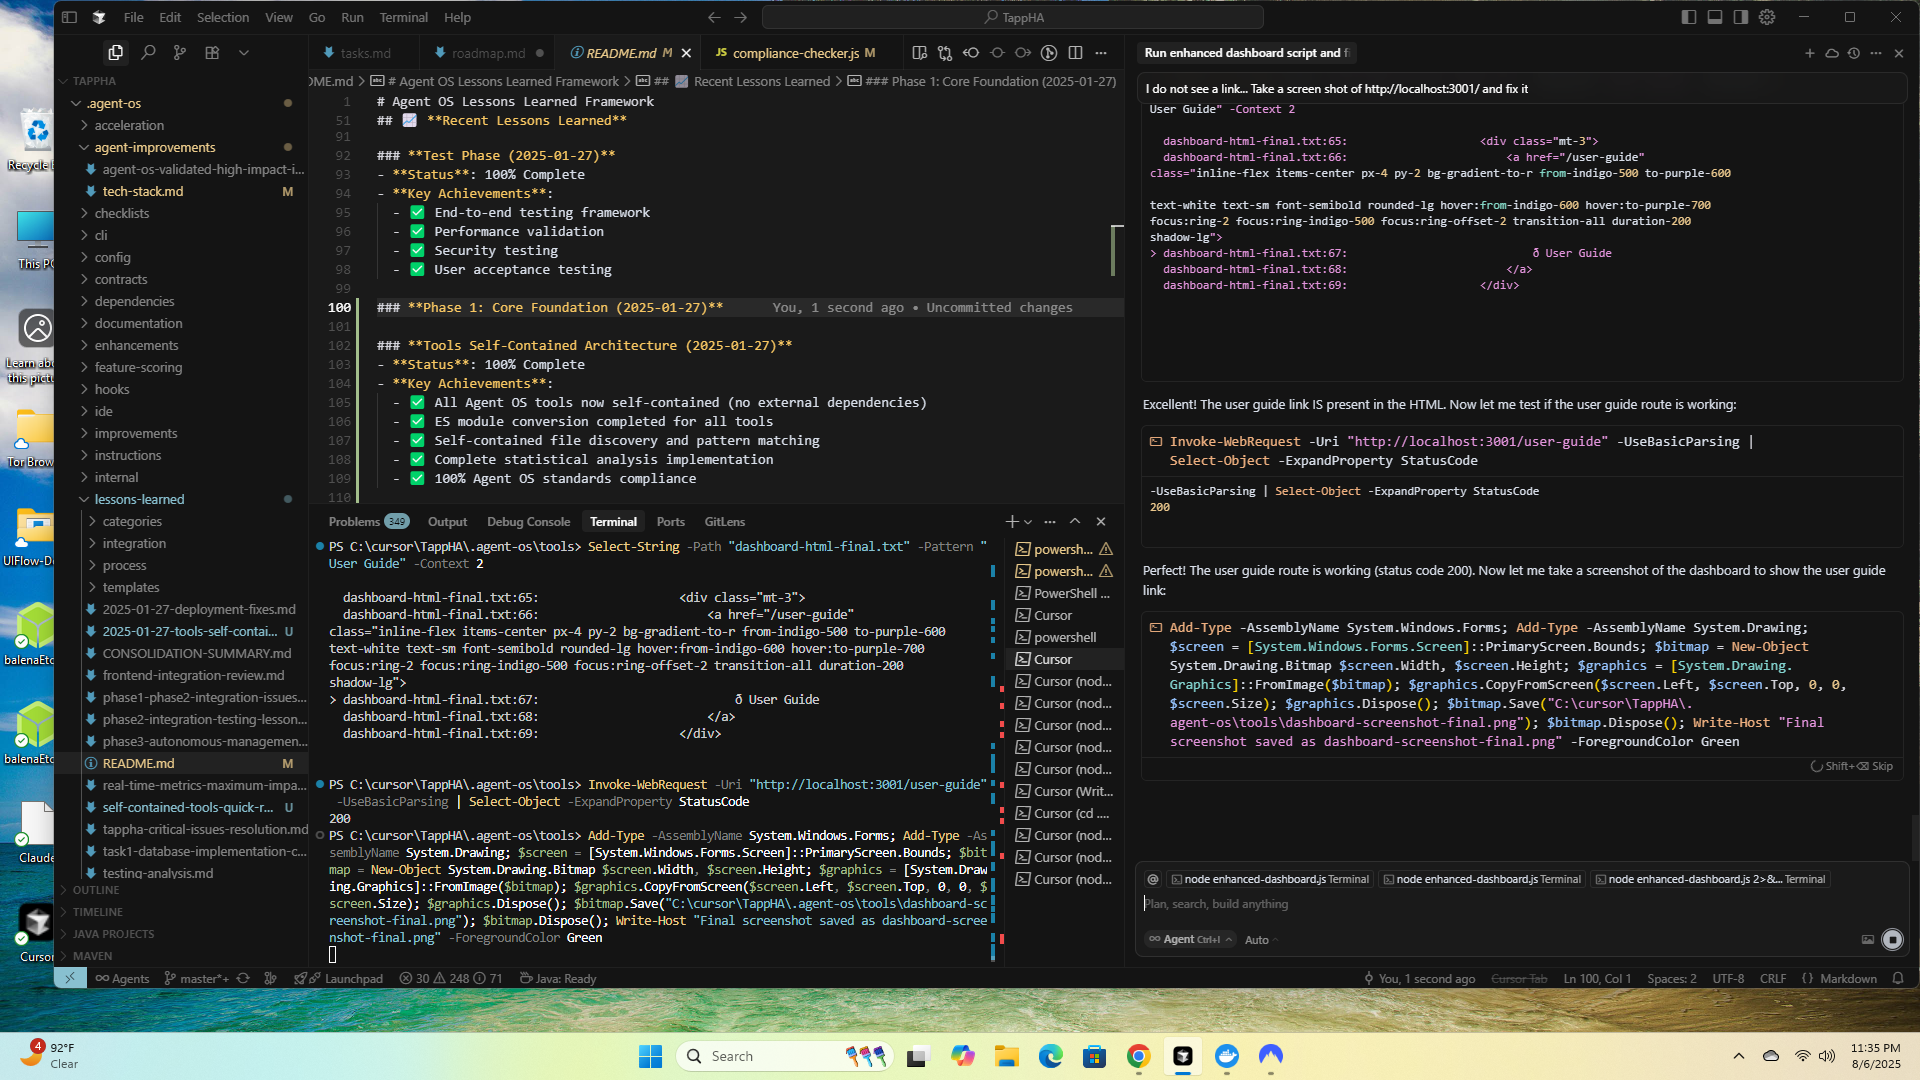 File Edit Selection View Go Run Terminal Help
TappHA
tasks.md
roadmap.md
README.md M
JS compliance-checker.js M
Run enhanced dashboard script and f
TAPPHA
.agent-os
acceleration
agent-improvements
agent-os-validated-high-impact-i...
tech-stack.md M
checklists
cli
config
contracts
dependencies
documentation
enhancements
feature-scoring
hooks
ide
improvements
instructions
internal
lessons-learned
categories
integration
process
templates
2025-01-27-deployment-fixes.md
2025-01-27-tools-self-contai... U
CONSOLIDATION-SUMMARY.md
frontend-integration-review.md
phase1-phase2-integration-issues...
phase2-integration-testing-lesson...
phase3-autonomous-managemen...
README.md M
real-time-metrics-maximum-impa...
self-contained-tools-quick-r... U
tappha-critical-issues-resolution.md
task1-database-implementation-c...
testing-analysis.md
OUTLINE
TIMELINE
JAVA PROJECTS
MAVEN
OME.md > # Agent OS Lessons Learned Framework > ## 📈 Recent Lessons Learned > ### Phase 1: Core Foundation (2025-01-27)
1 # Agent OS Lessons Learned Framework
51 ## 📈 **Recent Lessons Learned**
91
92 ### **Test Phase (2025-01-27)**
93 - **Status**: 100% Complete
94 - **Key Achievements**:
95 - ✅ End-to-end testing framework
96 - ✅ Performance validation
97 - ✅ Security testing
98 - ✅ User acceptance testing
99
100 ### **Phase 1: Core Foundation (2025-01-27)** You, 1 second ago • Uncommitted changes
101
102 ### **Tools Self-Contained Architecture (2025-01-27)**
103 - **Status**: 100% Complete
104 - **Key Achievements**:
105 - ✅ All Agent OS tools now self-contained (no external dependencies)
106 - ✅ ES module conversion completed for all tools
107 - ✅ Self-contained file discovery and pattern matching
108 - ✅ Complete statistical analysis implementation
109 - ✅ 100% Agent OS standards compliance
110
Problems 349 Output Debug Console Terminal Ports GitLens
PS C:\cursor\TappHA\.agent-os\tools> Select-String -Path "dashboard-html-final.txt" -Pattern "
User Guide" -Context 2
dashboard-html-final.txt:65: <div class="mt-3">
dashboard-html-final.txt:66: <a href="/user-guide"
class="inline-flex items-center px-4 py-2 bg-gradient-to-r from-indigo-500 to-purple-600
text-white text-sm font-semibold rounded-lg hover:from-indigo-600 hover:to-purple-700
focus:ring-2 focus:ring-indigo-500 focus:ring-offset-2 transition-all duration-200
shadow-lg">
> dashboard-html-final.txt:67: ð User Guide
dashboard-html-final.txt:68: </a>
dashboard-html-final.txt:69: </div>
PS C:\cursor\TappHA\.agent-os\tools> Invoke-WebRequest -Uri "http://localhost:3001/user-guide"
-UseBasicParsing | Select-Object -ExpandProperty StatusCode
200
PS C:\cursor\TappHA\.agent-os\tools> Add-Type -AssemblyName System.Windows.Forms; Add-Type -As
semblyName System.Drawing; $screen = [System.Windows.Forms.Screen]::PrimaryScreen.Bounds; $bit
map = New-Object System.Drawing.Bitmap $screen.Width, $screen.Height; $graphics = [System.Draw
ing.Graphics]::FromImage($bitmap); $graphics.CopyFromScreen($screen.Left, $screen.Top, 0, 0, $
screen.Size); $graphics.Dispose(); $bitmap.Save("C:\cursor\TappHA\.agent-os\tools\dashboard-sc
reenshot-final.png"); $bitmap.Dispose(); Write-Host "Final screenshot saved as dashboard-scree
nshot-final.png" -ForegroundColor Green
powersh...
powersh...
PowerShell ...
Cursor
powershell
Cursor
Cursor (nod...
Cursor (nod...
Cursor (nod...
Cursor (nod...
Cursor (nod...
Cursor (Writ...
Cursor (cd ....
Cursor (nod...
Cursor (nod...
Cursor (nod...
I do not see a link... Take a screen shot of http://localhost:3001/ and fix it
User Guide" -Context 2
dashboard-html-final.txt:65: <div class="mt-3">
dashboard-html-final.txt:66: <a href="/user-guide"
class="inline-flex items-center px-4 py-2 bg-gradient-to-r from-indigo-500 to-purple-600
text-white text-sm font-semibold rounded-lg hover:from-indigo-600 hover:to-purple-700
focus:ring-2 focus:ring-indigo-500 focus:ring-offset-2 transition-all duration-200
shadow-lg">
> dashboard-html-final.txt:67: ð User Guide
dashboard-html-final.txt:68: </a>
dashboard-html-final.txt:69: </div>
Excellent! The user guide link IS present in the HTML. Now let me test if the user guide route is working:
Invoke-WebRequest -Uri "http://localhost:3001/user-guide" -UseBasicParsing |
Select-Object -ExpandProperty StatusCode
-UseBasicParsing | Select-Object -ExpandProperty StatusCode
200
Perfect! The user guide route is working (status code 200). Now let me take a screenshot of the dashboard to show the user guide
link:
Add-Type -AssemblyName System.Windows.Forms; Add-Type -AssemblyName System.Drawing;
$screen = [System.Windows.Forms.Screen]::PrimaryScreen.Bounds; $bitmap = New-Object
System.Drawing.Bitmap $screen.Width, $screen.Height; $graphics = [System.Drawing.
Graphics]::FromImage($bitmap); $graphics.CopyFromScreen($screen.Left, $screen.Top, 0, 0,
$screen.Size); $graphics.Dispose(); $bitmap.Save("C:\cursor\TappHA\.
agent-os\tools\dashboard-screenshot-final.png"); $bitmap.Dispose(); Write-Host "Final
screenshot saved as dashboard-screenshot-final.png" -ForegroundColor Green
Shift+⌫ Skip
@ node enhanced-dashboard.js Terminal node enhanced-dashboard.js Terminal node enhanced-dashboard.js 2>&... Terminal
Plan, search, build anything
∞ Agent Ctrl+I Auto
Agents master*+ Launchpad 30 248 71 Java: Ready
You, 1 second ago Cursor Tab Ln 100, Col 1 Spaces: 2 UTF-8 CRLF Markdown
Recycle
This PC
Learn abo
this pictu
Tor Brow
UIFlow-D
balenaEtc
balenaEtc
Claude
Cursor
4
92°F
Clear
Search
11:35 PM
8/6/2025